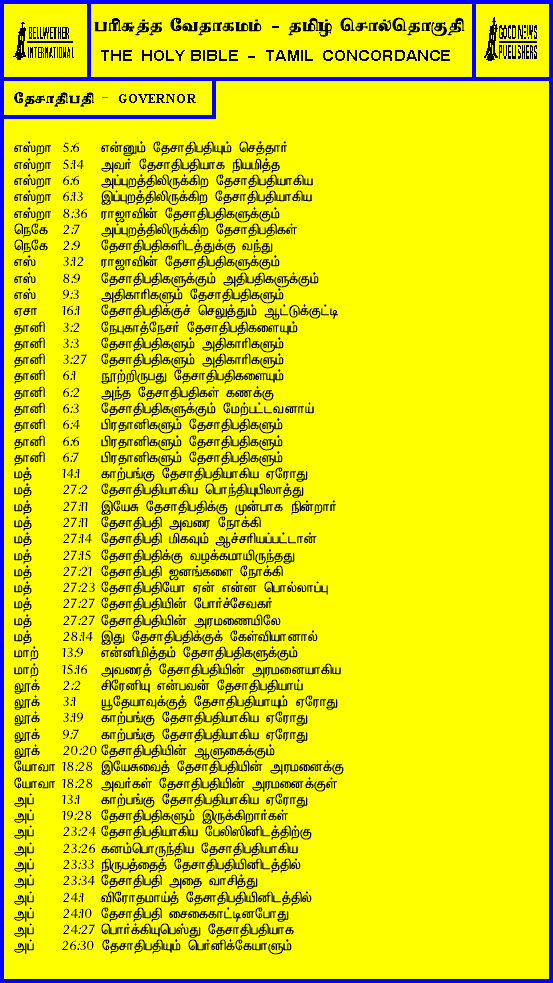 BELLWETHER
INTERNATIONAL
பரிசுத்த வேதாகமம் - தமிழ் சொல்தொகுதி
THE HOLY BIBLE - TAMIL CONCORDANCE
GOOD NEWS
PUBLISHERS
தேசாதிபதி - GOVERNOR
எஸ்றா 5:6 என்னும் தேசாதிபதியும் செத்தார்
எஸ்றா 5:14 அவர் தேசாதிபதியாக நியமித்த
எஸ்றா 6:6 அப்புறத்திலிருக்கிற தேசாதிபதியாகிய
எஸ்றா 6:13 இப்புறத்திலிருக்கிற தேசாதிபதியாகிய
எஸ்றா 8:36 ராஜாவின் தேசாதிபதிகளுக்கும்
நெகே 2:7 அப்புறத்திலிருக்கிற தேசாதிபதிகள்
நெகே 2:9 தேசாதிபதிகளிடத்துக்கு வந்து
எஸ் 3:12 ராஜாவின் தேசாதிபதிகளுக்கும்
எஸ் 8:9 தேசாதிபதிகளுக்கும் அதிபதிகளுக்கும்
எஸ் 9:3 அதிகாரிகளும் தேசாதிபதிகளும்
ஏசா 16:1 தேசாதிபதிக்குச் செலுத்தும் ஆட்டுக்குட்டி
தானி 3:2 நேபுகாத்நேசர் தேசாதிபதிகளையும்
தானி 3:3 தேசாதிபதிகளும் அதிகாரிகளும்
தானி 3:27 தேசாதிபதிகளும் அதிகாரிகளும்
தானி 6:1 நூற்றிருபது தேசாதிபதிகளையும்
தானி 6:2 அந்த தேசாதிபதிகள் கணக்கு
தானி 6:3 தேசாதிபதிகளுக்கும் மேற்பட்டவனாய்
தானி 6:4 பிரதானிகளும் தேசாதிபதிகளும்
தானி 6:6 பிரதானிகளும் தேசாதிபதிகளும்
தானி 6:7 பிரதானிகளும் தேசாதிபதிகளும்
மத் 14:1 காற்பங்கு தேசாதிபதியாகிய ஏரோது
மத் 27:2 தேசாதிபதியாகிய பொந்தியுபிலாத்து
மத் 27:11 இயேசு தேசாதிபதிக்கு முன்பாக நின்றார்
மத் 27:11 தேசாதிபதி அவரை நோக்கி
மத் 27:14 தேசாதிபதி மிகவும் ஆச்சரியப்பட்டான்
மத் 27:15 தேசாதிபதிக்கு வழக்கமாயிருந்தது
மத் 27:21 தேசாதிபதி ஜனங்களை நோக்கி
மத் 27:23 தேசாதிபதியோ ஏன் என்ன பொல்லாப்பு
மத் 27:27 தேசாதிபதியின் போர்ச்சேவகர்
மத் 27:27 தேசாதிபதியின் அரமணையிலே
மத் 28:14 இது தேசாதிபதிக்குக் கேள்வியானால்
மாற் 13:9 என்னிமித்தம் தேசாதிபதிகளுக்கும்
மாற் 15:16 அவரைத் தேசாதிபதியின் அரமனையாகிய
லூக் 2:2 சிரேனியு என்பவன் தேசாதிபதியாய்
லூக் 3:1 யூதேயாவுக்குத் தேசாதிபதியாயும் ஏரோது
லூக் 3:19 காற்பங்கு தேசாதிபதியாகிய ஏரோது
லூக் 9:7 காற்பங்கு தேசாதிபதியாகிய ஏரோது
லூக் 20:20 தேசாதிபதியின் ஆளுகைக்கும்
யோவா 18:28 இயேசுவைத் தேசாதிபதியின் அரமனைக்கு
யோவா 18:28 அவர்கள் தேசாதிபதியின் அரமனைக்குள்
அப் 13:1 காற்பங்கு தேசாதிபதியாகிய ஏரோது
அப் 19:28 தேசாதிபதிகளும் இருக்கிறார்கள்
அப் 23:24 தேசாதிபதியாகிய பேலிஸினிடத்திற்கு
அப் 23:26 கனம்பொருந்திய தேசாதிபதியாகிய
அப் 23:33 நிருபத்தைத் தேசாதிபதியினிடத்தில்
அப் 23:34 தேசாதிபதி அதை வாசித்து
அப் 24:1 விரோதமாய்த் தேசாதிபதியினிடத்தில்
அப் 24:10 தேசாதிபதி சைகைகாட்டினபோது
அப் 24:27 பொர்க்கியுபெஸ்து தேசாதிபதியாக
அப் 26:30 தேசாதிபதியும் பெர்னிக்கேயாளும்